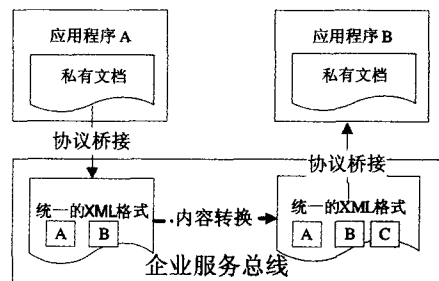 应用程序A
应用程序B
私有文档
私有文档
协议桥接
协议桥接
统一的XML格式
A
B
内容转换
统一的XML格式
A
B
C
企业服务总线